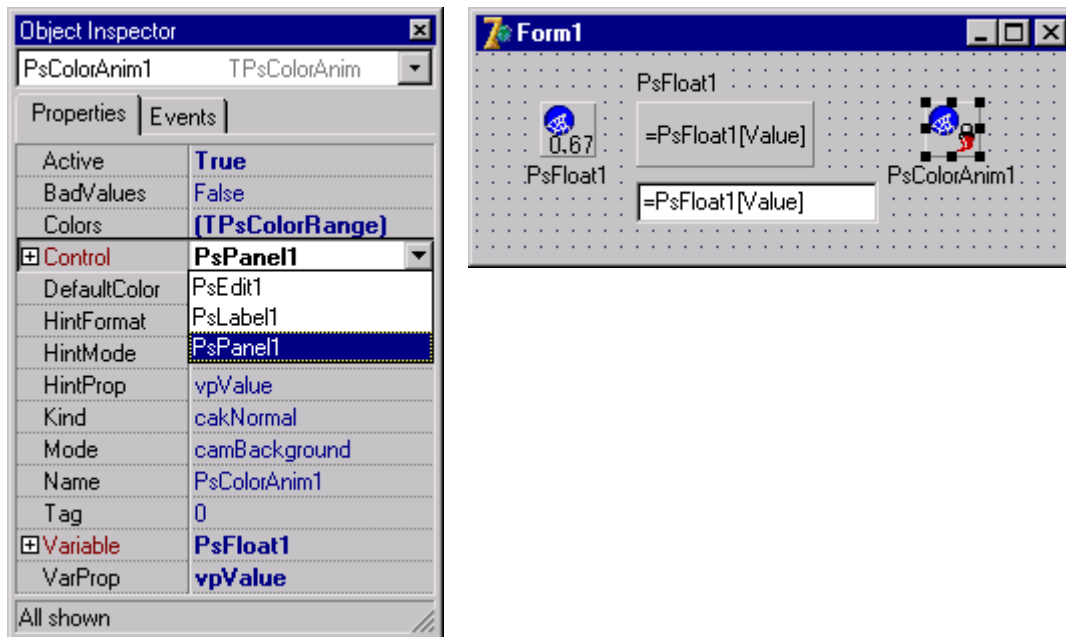 Object Inspector
PsColorAnim1 TPsColorAnim
Properties Events
Active True
BadValues False
Colors (TPsColorRange)
Control PsPanel1
DefaultColor PsEdit1
HintFormat PsLabel1
HintMode PsPanel1
HintProp vpValue
Kind cakNormal
Mode camBackground
Name PsColorAnim1
Tag 0
Variable PsFloat1
VarProp vpValue
All shown
Form1
PsFloat1
0.67
=PsFloat1[Value]
PsFloat1
PsColorAnim1
=PsFloat1[Value]